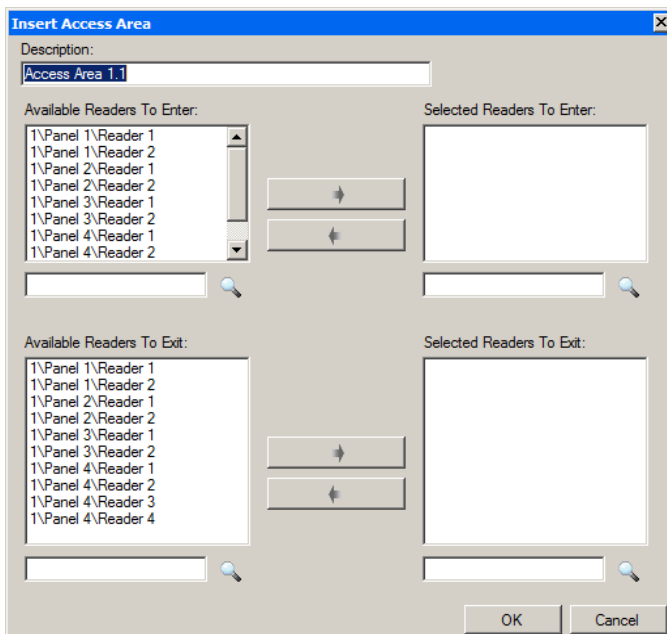 Insert Access Area
Description:
Access Area 1.1
Available Readers To Enter:
1\Panel 1\Reader 1
1\Panel 1\Reader 2
1\Panel 2\Reader 1
1\Panel 2\Reader 2
1\Panel 3\Reader 1
1\Panel 3\Reader 2
1\Panel 4\Reader 1
1\Panel 4\Reader 2
Selected Readers To Enter:
Available Readers To Exit:
1\Panel 1\Reader 1
1\Panel 1\Reader 2
1\Panel 2\Reader 1
1\Panel 2\Reader 2
1\Panel 3\Reader 1
1\Panel 3\Reader 2
1\Panel 4\Reader 1
1\Panel 4\Reader 2
1\Panel 4\Reader 3
1\Panel 4\Reader 4
Selected Readers To Exit:
OK
Cancel